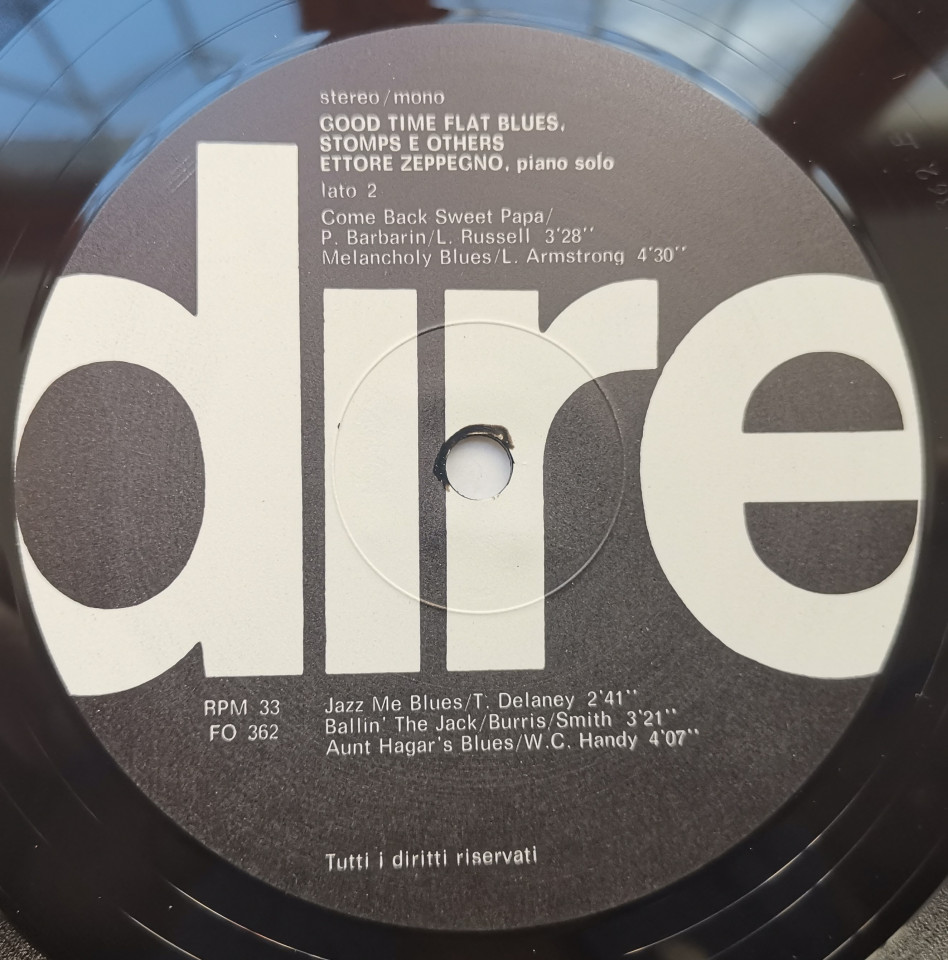 stereo/mono
GOOD TIME FLAT BLUES,
STOMPS E OTHERS
ETTORE ZEPPEGNO, piano solo
lato 2
Come Back Sweet Papa/
P. Barbarin/L. Russell 3'28''
Melancholy Blues/L. Armstrong 4'30''
dire
RPM 33
FO 362
Jazz Me Blues/T. Delaney 2'41''
Ballin' The Jack/Burris/Smith 3'21''
Aunt Hagar's Blues/W.C. Handy 4'07''
Tutti i diritti riservati